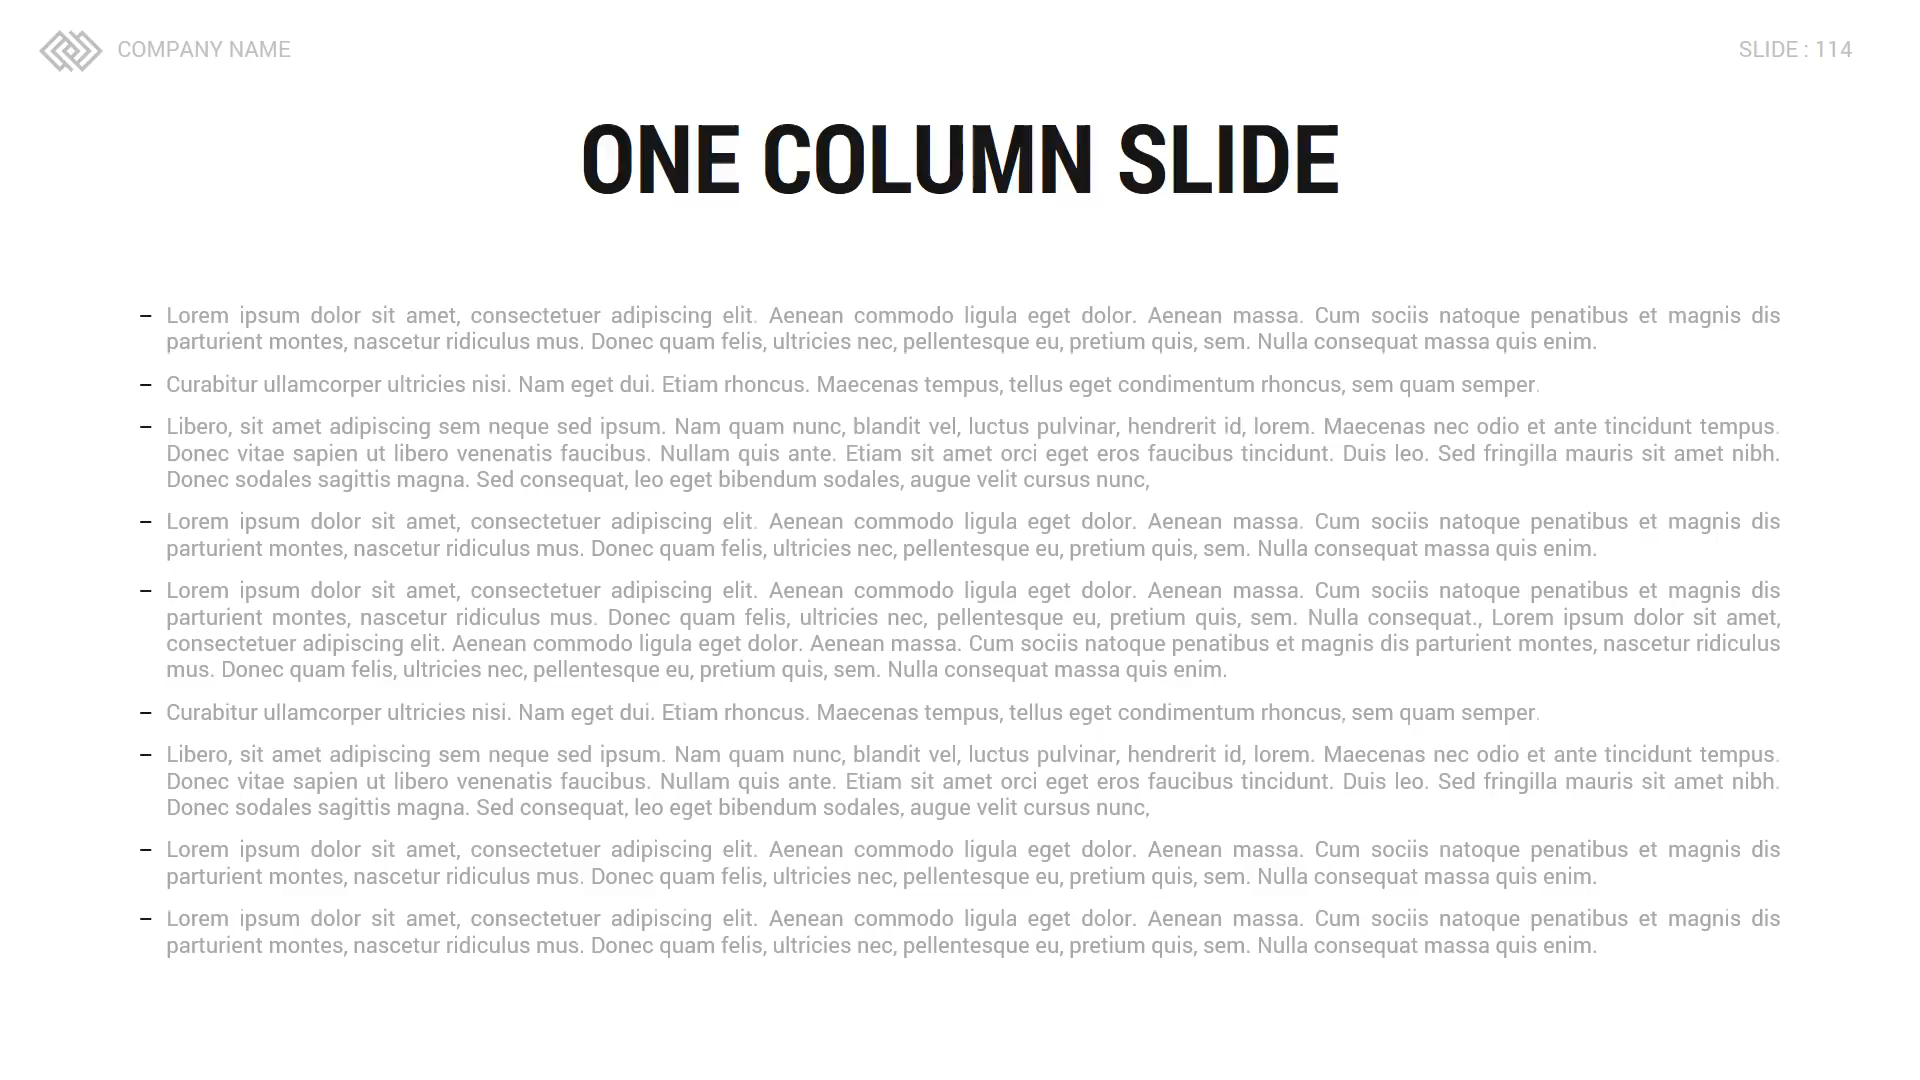 COMPANY NAME
SLIDE : 114
ONE COLUMN SLIDE
– Lorem ipsum dolor sit amet, consectetuer adipiscing elit. Aenean commodo ligula eget dolor. Aenean massa. Cum sociis natoque penatibus et magnis dis
parturient montes, nascetur ridiculus mus. Donec quam felis, ultricies nec, pellentesque eu, pretium quis, sem. Nulla consequat massa quis enim.
– Curabitur ullamcorper ultricies nisi. Nam eget dui. Etiam rhoncus. Maecenas tempus, tellus eget condimentum rhoncus, sem quam semper.
– Libero, sit amet adipiscing sem neque sed ipsum. Nam quam nunc, blandit vel, luctus pulvinar, hendrerit id, lorem. Maecenas nec odio et ante tincidunt tempus.
Donec vitae sapien ut libero venenatis faucibus. Nullam quis ante. Etiam sit amet orci eget eros faucibus tincidunt. Duis leo. Sed fringilla mauris sit amet nibh.
Donec sodales sagittis magna. Sed consequat, leo eget bibendum sodales, augue velit cursus nunc,
– Lorem ipsum dolor sit amet, consectetuer adipiscing elit. Aenean commodo ligula eget dolor. Aenean massa. Cum sociis natoque penatibus et magnis dis
parturient montes, nascetur ridiculus mus. Donec quam felis, ultricies nec, pellentesque eu, pretium quis, sem. Nulla consequat massa quis enim.
– Lorem ipsum dolor sit amet, consectetuer adipiscing elit. Aenean commodo ligula eget dolor. Aenean massa. Cum sociis natoque penatibus et magnis dis
parturient montes, nascetur ridiculus mus. Donec quam felis, ultricies nec, pellentesque eu, pretium quis, sem. Nulla consequat., Lorem ipsum dolor sit amet,
consectetuer adipiscing elit. Aenean commodo ligula eget dolor. Aenean massa. Cum sociis natoque penatibus et magnis dis parturient montes, nascetur ridiculus
mus. Donec quam felis, ultricies nec, pellentesque eu, pretium quis, sem. Nulla consequat massa quis enim.
– Curabitur ullamcorper ultricies nisi. Nam eget dui. Etiam rhoncus. Maecenas tempus, tellus eget condimentum rhoncus, sem quam semper.
– Libero, sit amet adipiscing sem neque sed ipsum. Nam quam nunc, blandit vel, luctus pulvinar, hendrerit id, lorem. Maecenas nec odio et ante tincidunt tempus.
Donec vitae sapien ut libero venenatis faucibus. Nullam quis ante. Etiam sit amet orci eget eros faucibus tincidunt. Duis leo. Sed fringilla mauris sit amet nibh.
Donec sodales sagittis magna. Sed consequat, leo eget bibendum sodales, augue velit cursus nunc,
– Lorem ipsum dolor sit amet, consectetuer adipiscing elit. Aenean commodo ligula eget dolor. Aenean massa. Cum sociis natoque penatibus et magnis dis
parturient montes, nascetur ridiculus mus. Donec quam felis, ultricies nec, pellentesque eu, pretium quis, sem. Nulla consequat massa quis enim.
– Lorem ipsum dolor sit amet, consectetuer adipiscing elit. Aenean commodo ligula eget dolor. Aenean massa. Cum sociis natoque penatibus et magnis dis
parturient montes, nascetur ridiculus mus. Donec quam felis, ultricies nec, pellentesque eu, pretium quis, sem. Nulla consequat massa quis enim.